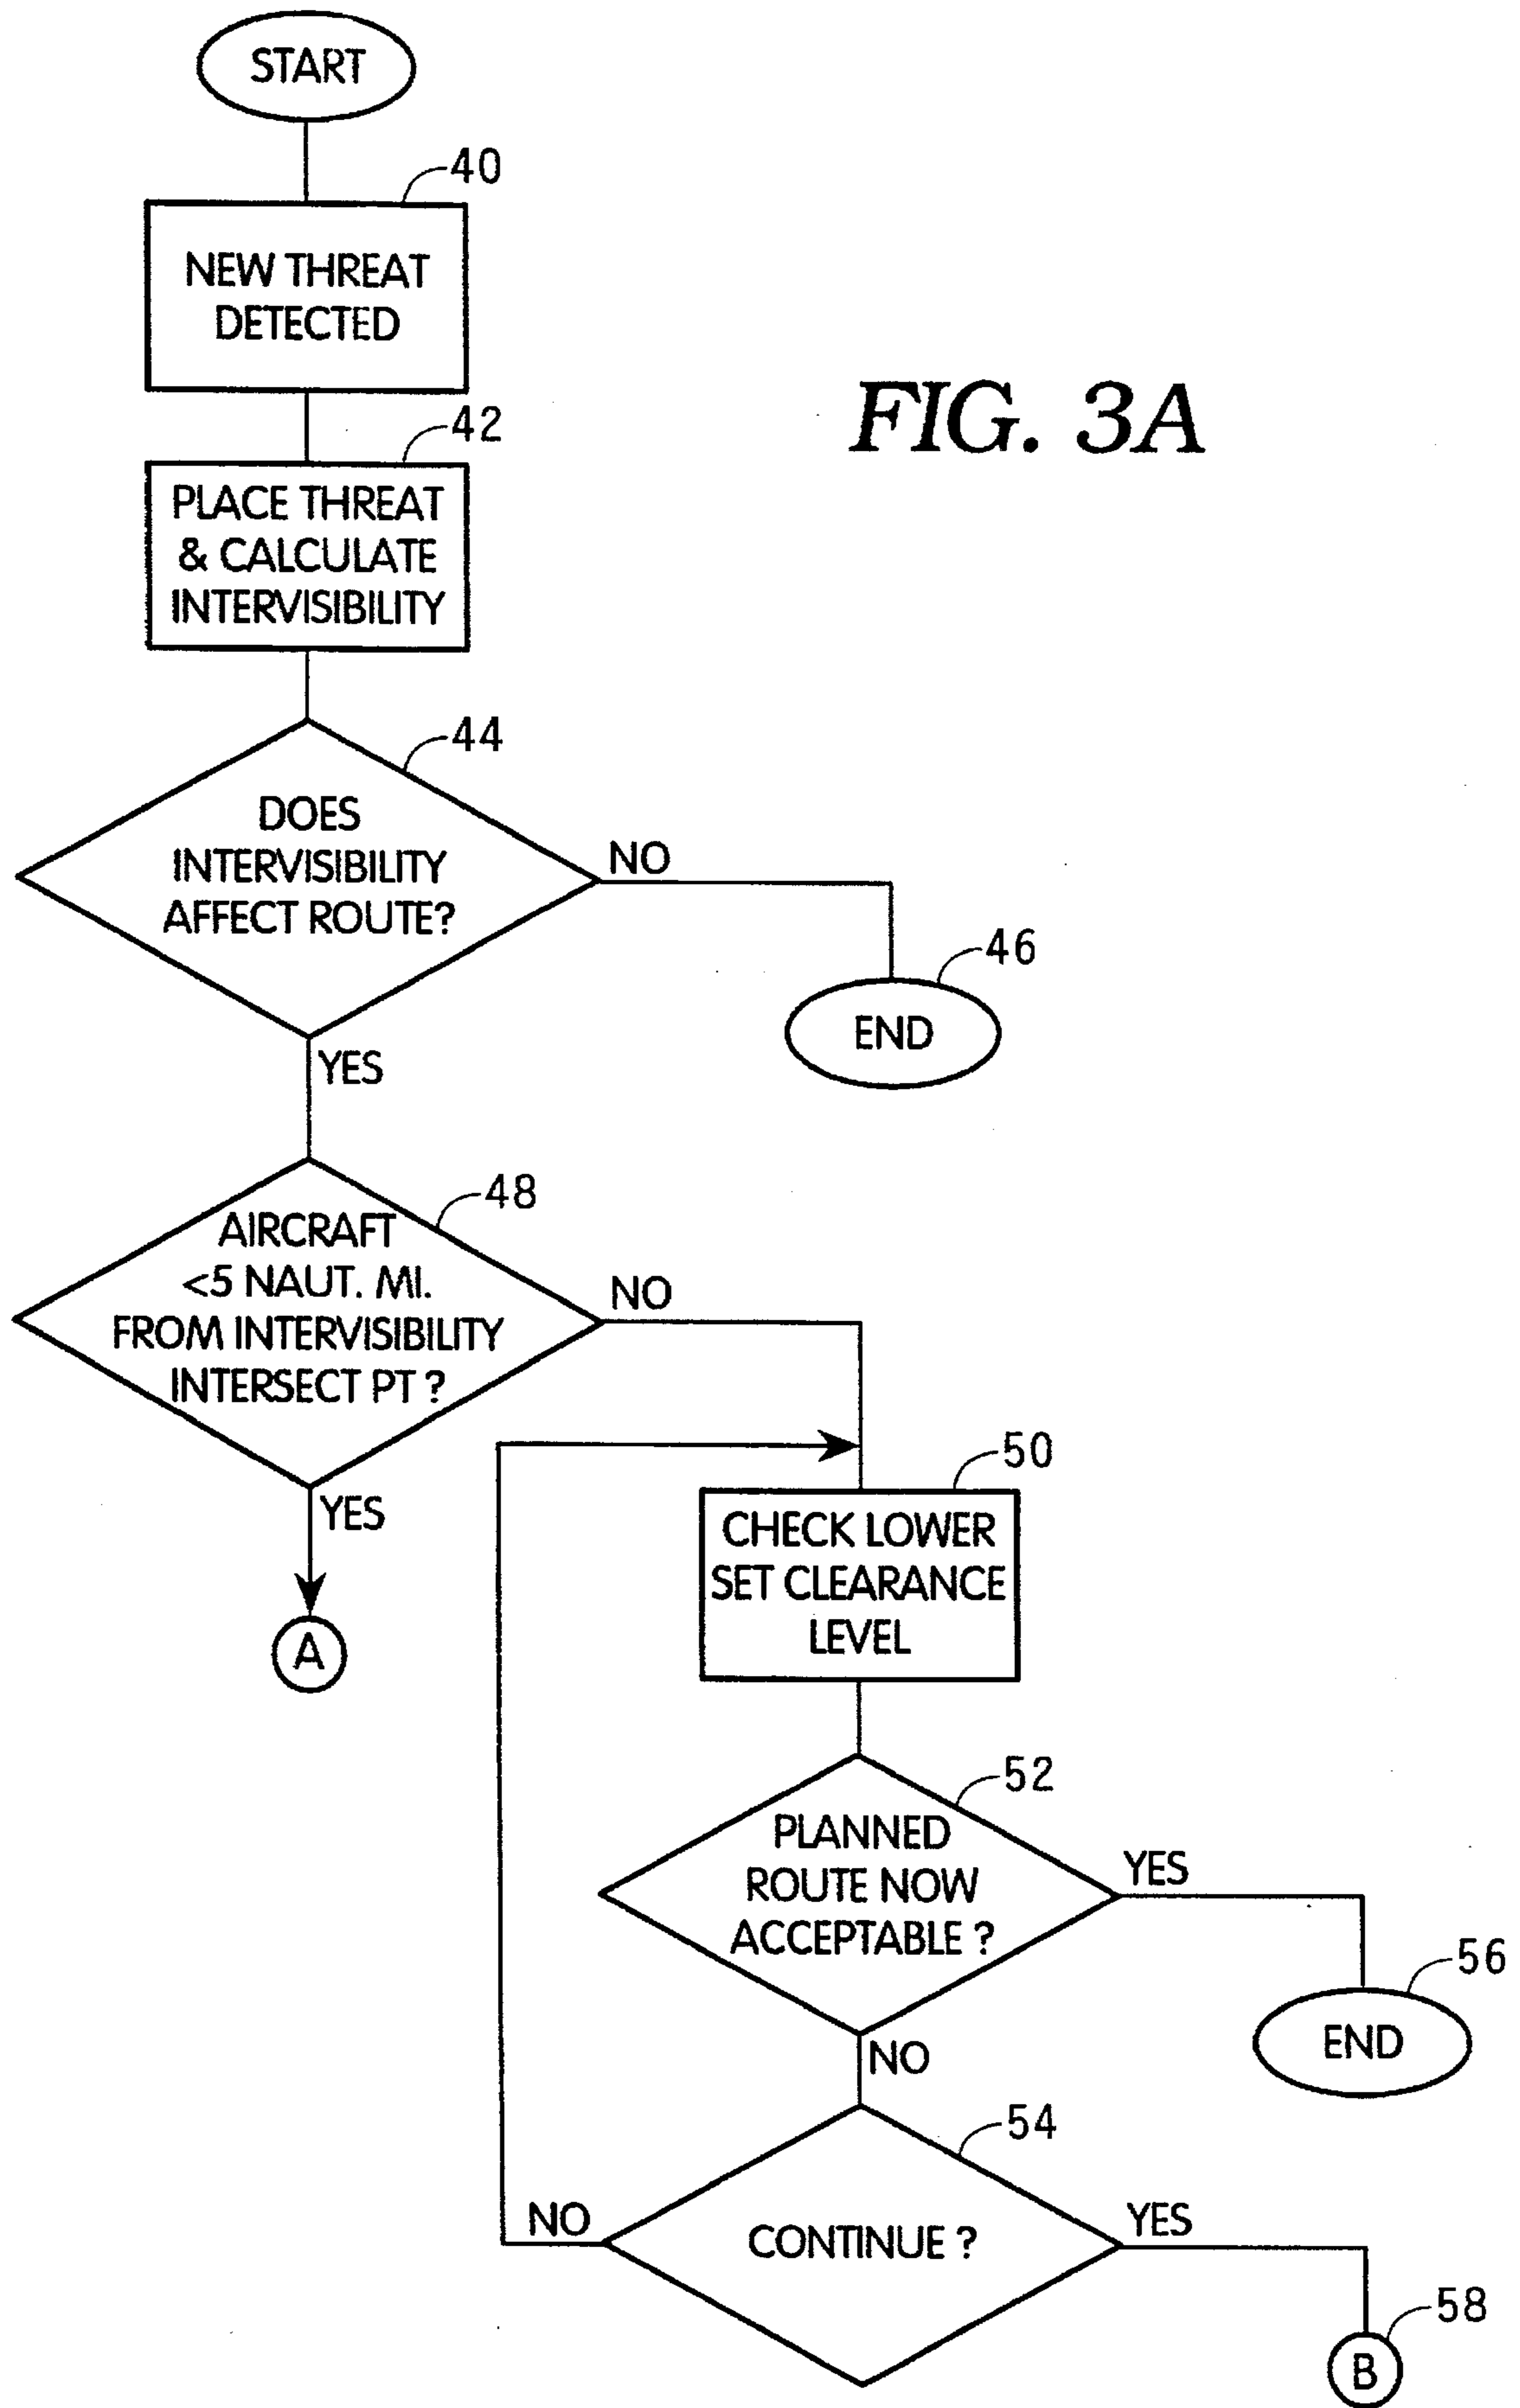 START
40
NEW THREAT
DETECTED
FIG. 3A
42
PLACE THREAT
& CALCULATE
INTERVISIBILITY
44
DOES
INTERVISIBILITY
AFFECT ROUTE?
NO
46
END
YES
48
AIRCRAFT
<5 NAUT. MI.
FROM INTERVISIBILITY
INTERSECT PT ?
NO
YES
A
50
CHECK LOWER
SET CLEARANCE
LEVEL
52
PLANNED
ROUTE NOW
ACCEPTABLE ?
YES
56
END
NO
54
CONTINUE ?
NO
YES
58
B